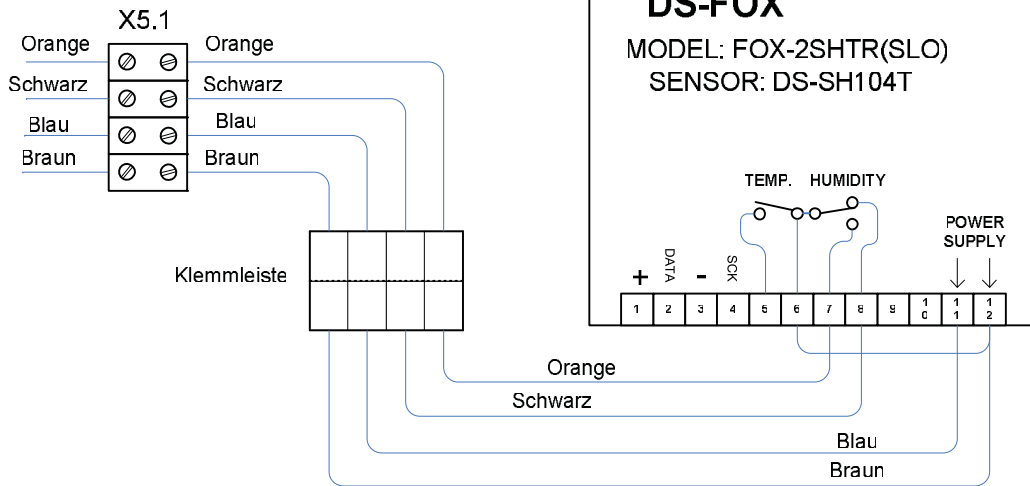 X5.1
Orange
Orange
Schwarz
Schwarz
Blau
Blau
Braun
Braun
Klemmleiste
DS-FOX
MODEL: FOX-2SHTR(SLO)
SENSOR: DS-SH104T
TEMP. HUMIDITY
POWER
SUPPLY
+ DATA - SCK
1 2 3 4 5 6 7 8 9 10 11 12
Orange
Schwarz
Blau
Braun